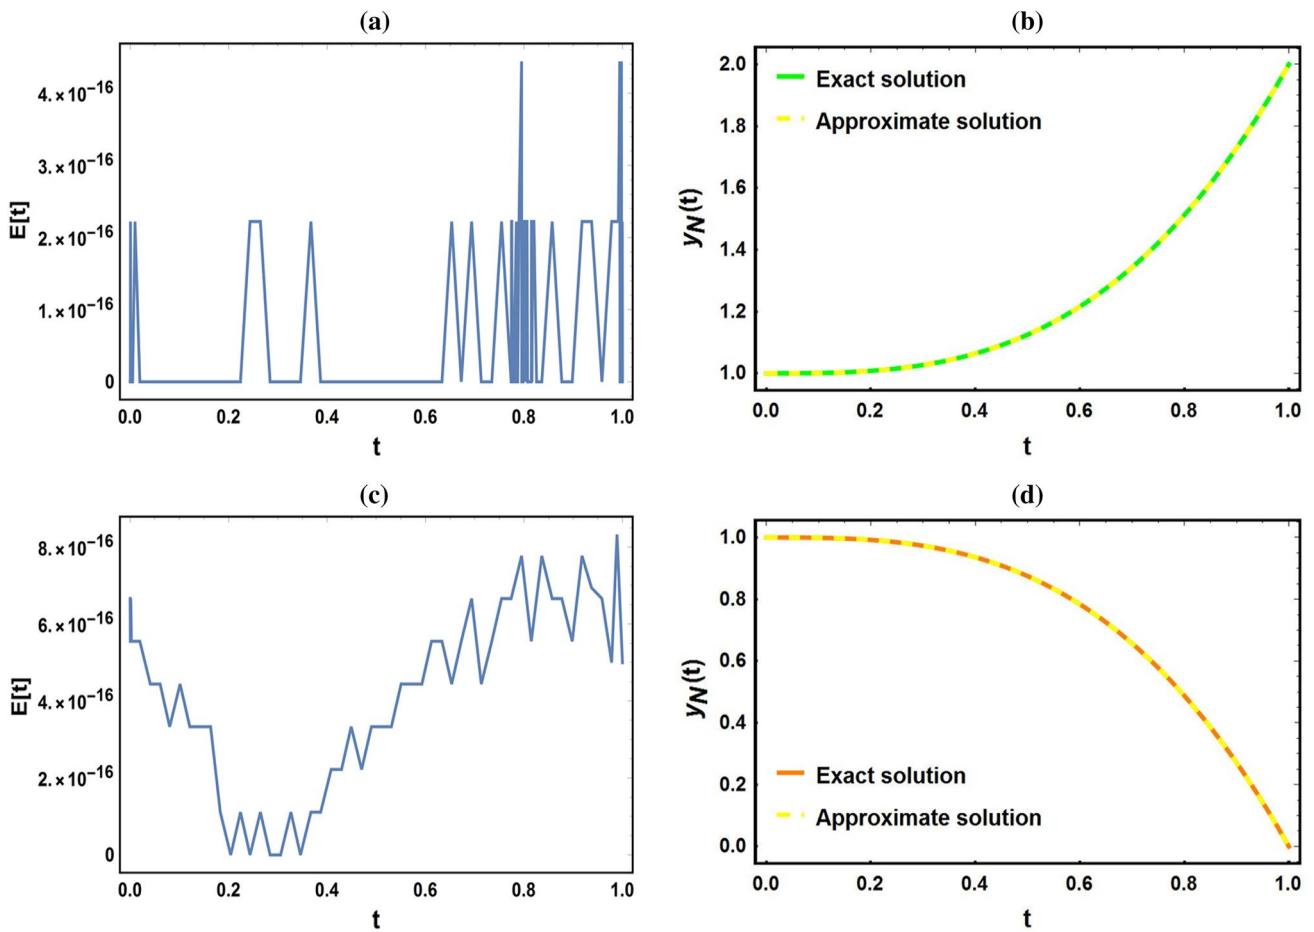 (a)
E[t]
4.×10−16
3.×10−16
2.×10−16
1.×10−16
0
0.0 0.2 0.4 0.6 0.8 1.0
t
(b)
yN(t)
2.0
1.8
1.6
1.4
1.2
1.0
Exact solution
Approximate solution
0.0 0.2 0.4 0.6 0.8 1.0
t
(c)
E[t]
8.×10−16
6.×10−16
4.×10−16
2.×10−16
0
0.0 0.2 0.4 0.6 0.8 1.0
t
(d)
yN(t)
1.0
0.8
0.6
0.4
0.2
0.0
Exact solution
Approximate solution
0.0 0.2 0.4 0.6 0.8 1.0
t